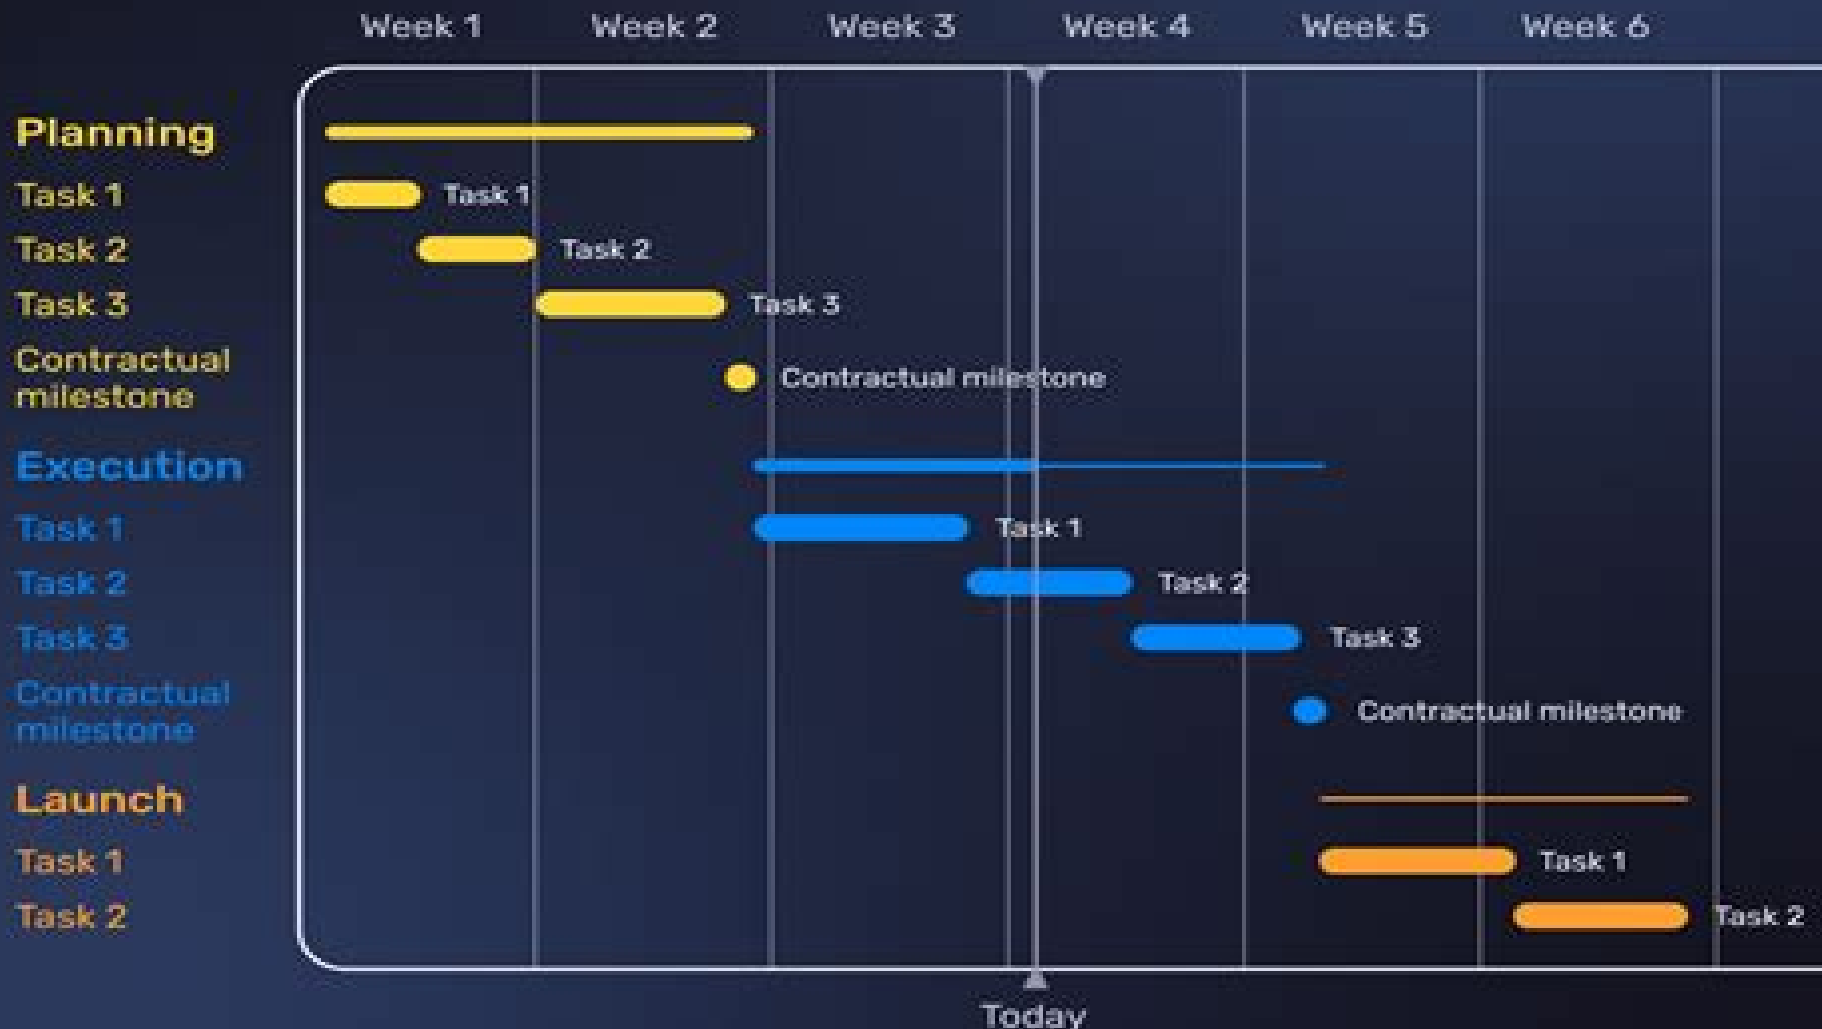 Week 1 Week 2 Week 3 Week 4 Week 5 Week 6
Planning
Task 1 Task 1
Task 2 Task 2
Task 3 Task 3
Contractual
milestone
Contractual milestone
Execution
Task 1 Task 1
Task 2 Task 2
Task 3 Task 3
Contractual
milestone
Contractual milestone
Launch
Task 1 Task 1
Task 2 Task 2
Today